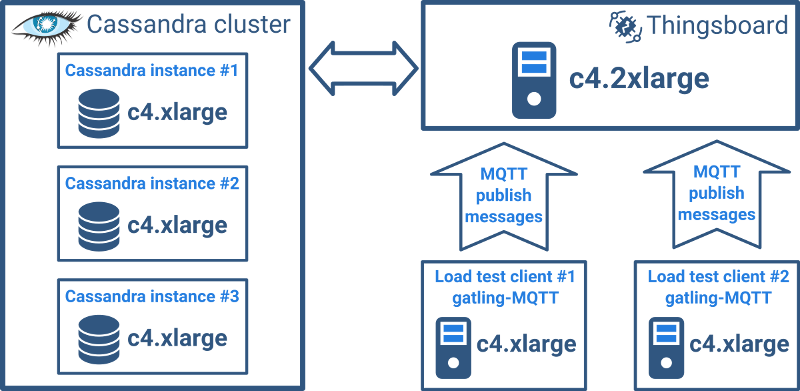 Cassandra cluster
Cassandra instance #1
c4.xlarge
Cassandra instance #2
c4.xlarge
Cassandra instance #3
c4.xlarge
Thingsboard
c4.2xlarge
MQTT
publish
messages
MQTT
publish
messages
Load test client #1
gatling-MQTT
c4.xlarge
Load test client #2
gatling-MQTT
c4.xlarge